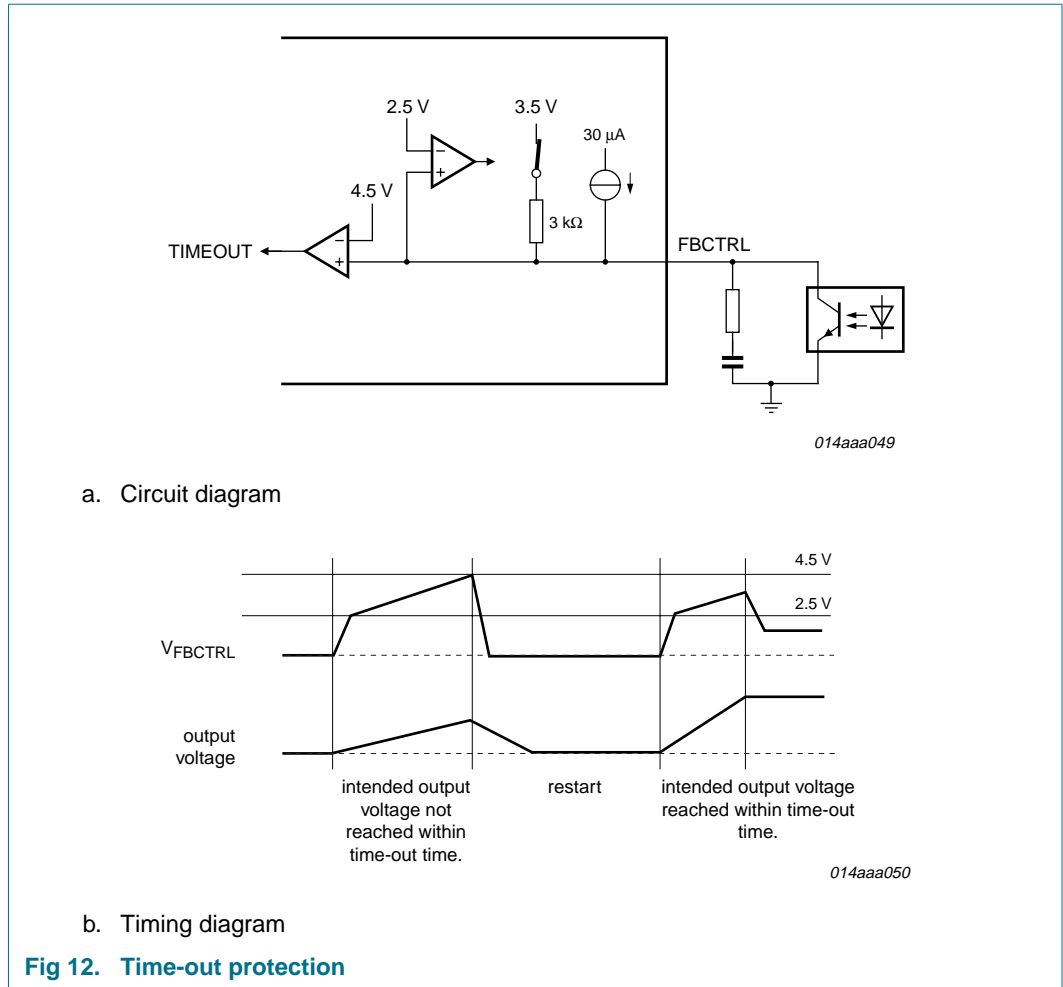 2.5 V
3.5 V
30 μA
−
+
4.5 V
3 kΩ
TIMEOUT
−
+
FBCTRL
014aaa049
a. Circuit diagram
4.5 V
2.5 V
VFBCTRL
output
voltage
intended output
voltage not
reached within
time-out time.
restart
intended output voltage
reached within time-out
time.
014aaa050
b. Timing diagram
Fig 12. Time-out protection